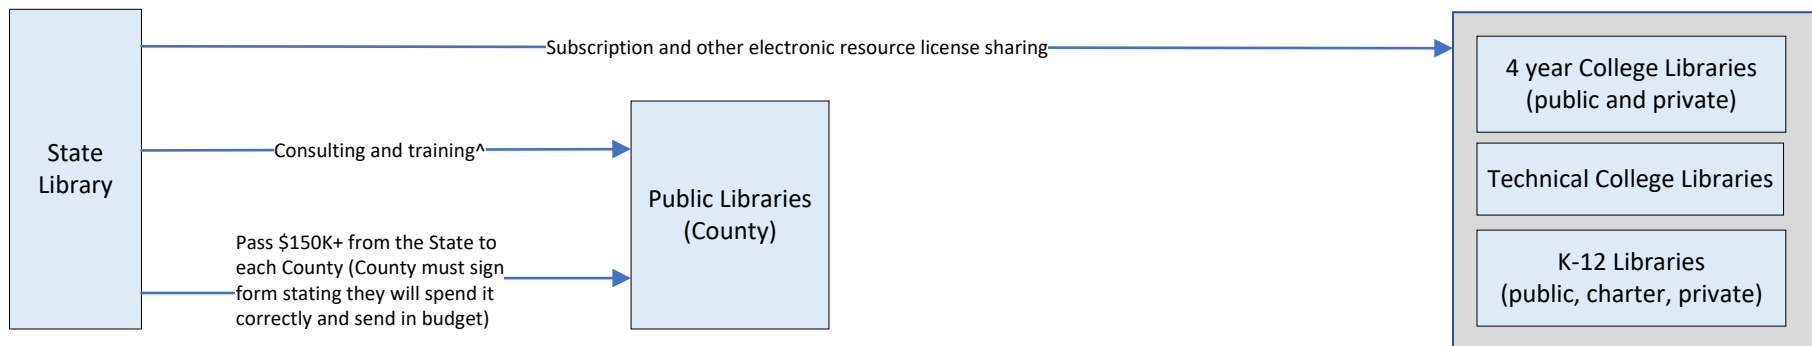 Subscription and other electronic resource license sharing
4 year College Libraries
(public and private)
State
Library
Consulting and training^
Public Libraries
(County)
Technical College Libraries
Pass $150K+ from the State to
each County (County must sign
form stating they will spend it
correctly and send in budget)
K-12 Libraries
(public, charter, private)